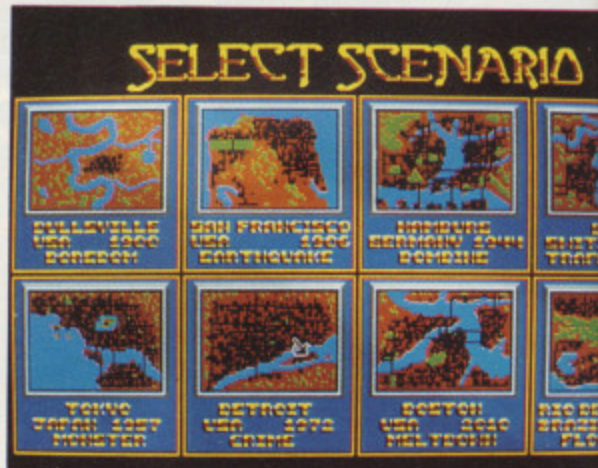 SELECT SCENARIO
DULLSVILLE
USA 1900
BOREDOM
SAN FRANCISCO
USA 1906
EARTHQUAKE
HAMBURG
GERMANY 1944
BOMBING
TOKYO
JAPAN 1957
MONSTER
DETROIT
USA 1972
CRIME
BOSTON
USA 2010
MELTDOWN